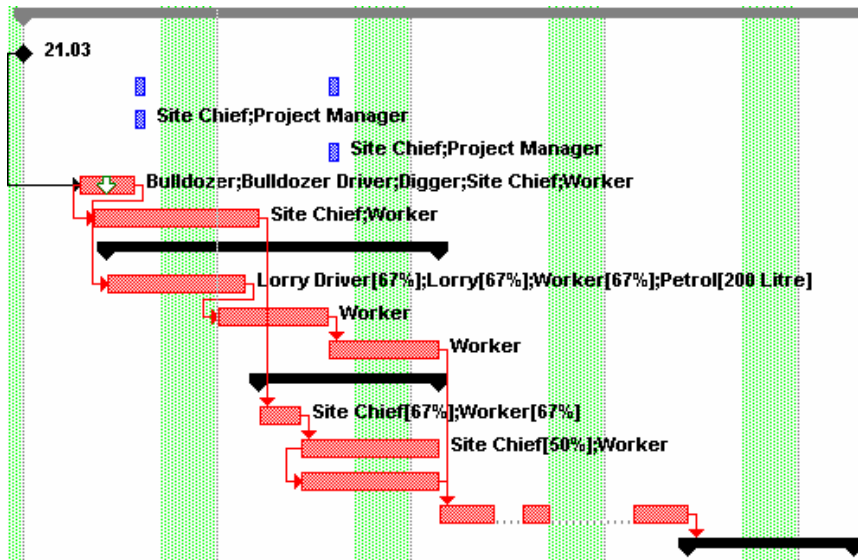 21.03
Site Chief;Project Manager
Site Chief;Project Manager
Bulldozer;Bulldozer Driver;Digger;Site Chief;Worker
Site Chief;Worker
Lorry Driver[67%];Lorry[67%];Worker[67%];Petrol[200 Litre]
Worker
Worker
Site Chief[67%];Worker[67%]
Site Chief[50%];Worker